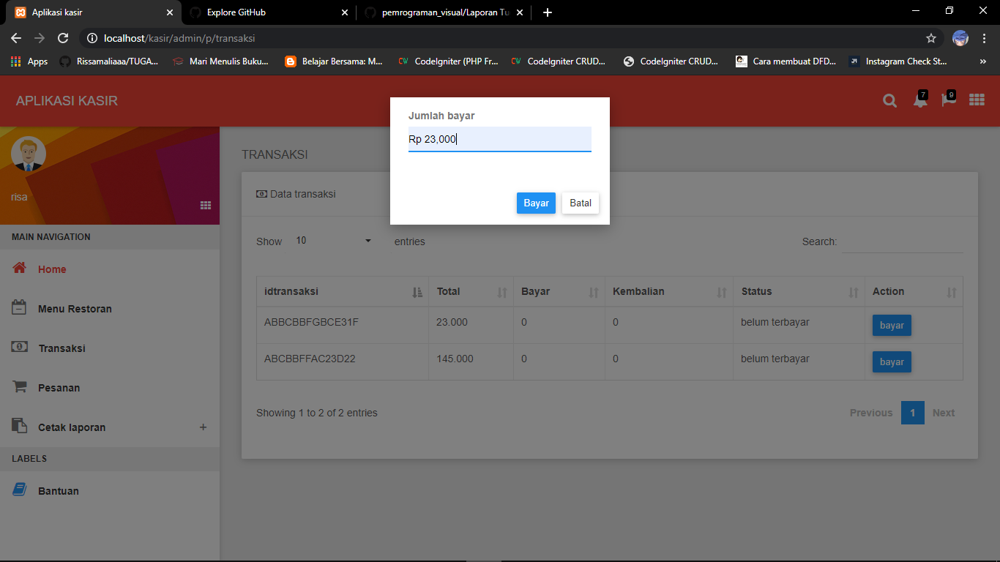 Aplikasi kasir
Explore GitHub
pemrograman_visual/Laporan Tu
localhost/kasir/admin/p/transaksi
Apps
Rissamaliaaa/TUGA...
Mari Menulis Buku...
Belajar Bersama: M...
CW CodeIgniter (PHP Fr...
CW CodeIgniter CRUD...
CodeIgniter CRUD...
Cara membuat DFD...
Instagram Check St...
APLIKASI KASIR
7
9
Jumlah bayar
Rp 23,000
Bayar Batal
risa
MAIN NAVIGATION
Home
Menu Restoran
Transaksi
Pesanan
Cetak laporan +
LABELS
Bantuan
TRANSAKSI
Data transaksi
Show 10 entries Search:
idtransaksi Total Bayar Kembalian Status Action
ABBCBBFGBCE31F 23.000 0 0 belum terbayar bayar
ABCBBFFAC23D22 145.000 0 0 belum terbayar bayar
Showing 1 to 2 of 2 entries Previous 1 Next